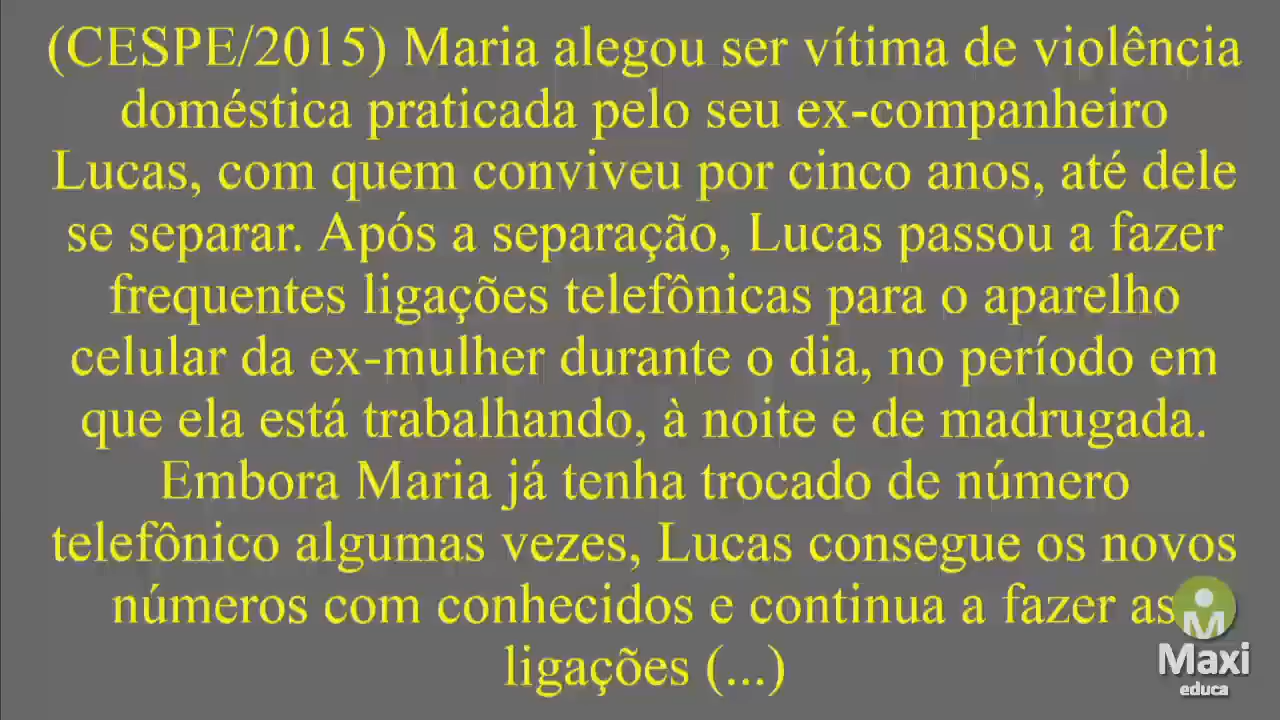 (CESPE/2015) Maria alegou ser vítima de violência
doméstica praticada pelo seu ex-companheiro
Lucas, com quem conviveu por cinco anos, até dele
se separar. Após a separação, Lucas passou a fazer
frequentes ligações telefônicas para o aparelho
celular da ex-mulher durante o dia, no período em
que ela está trabalhando, à noite e de madrugada.
Embora Maria já tenha trocado de número
telefônico algumas vezes, Lucas consegue os novos
números com conhecidos e continua a fazer as
ligações (...)
M
Maxi
educa